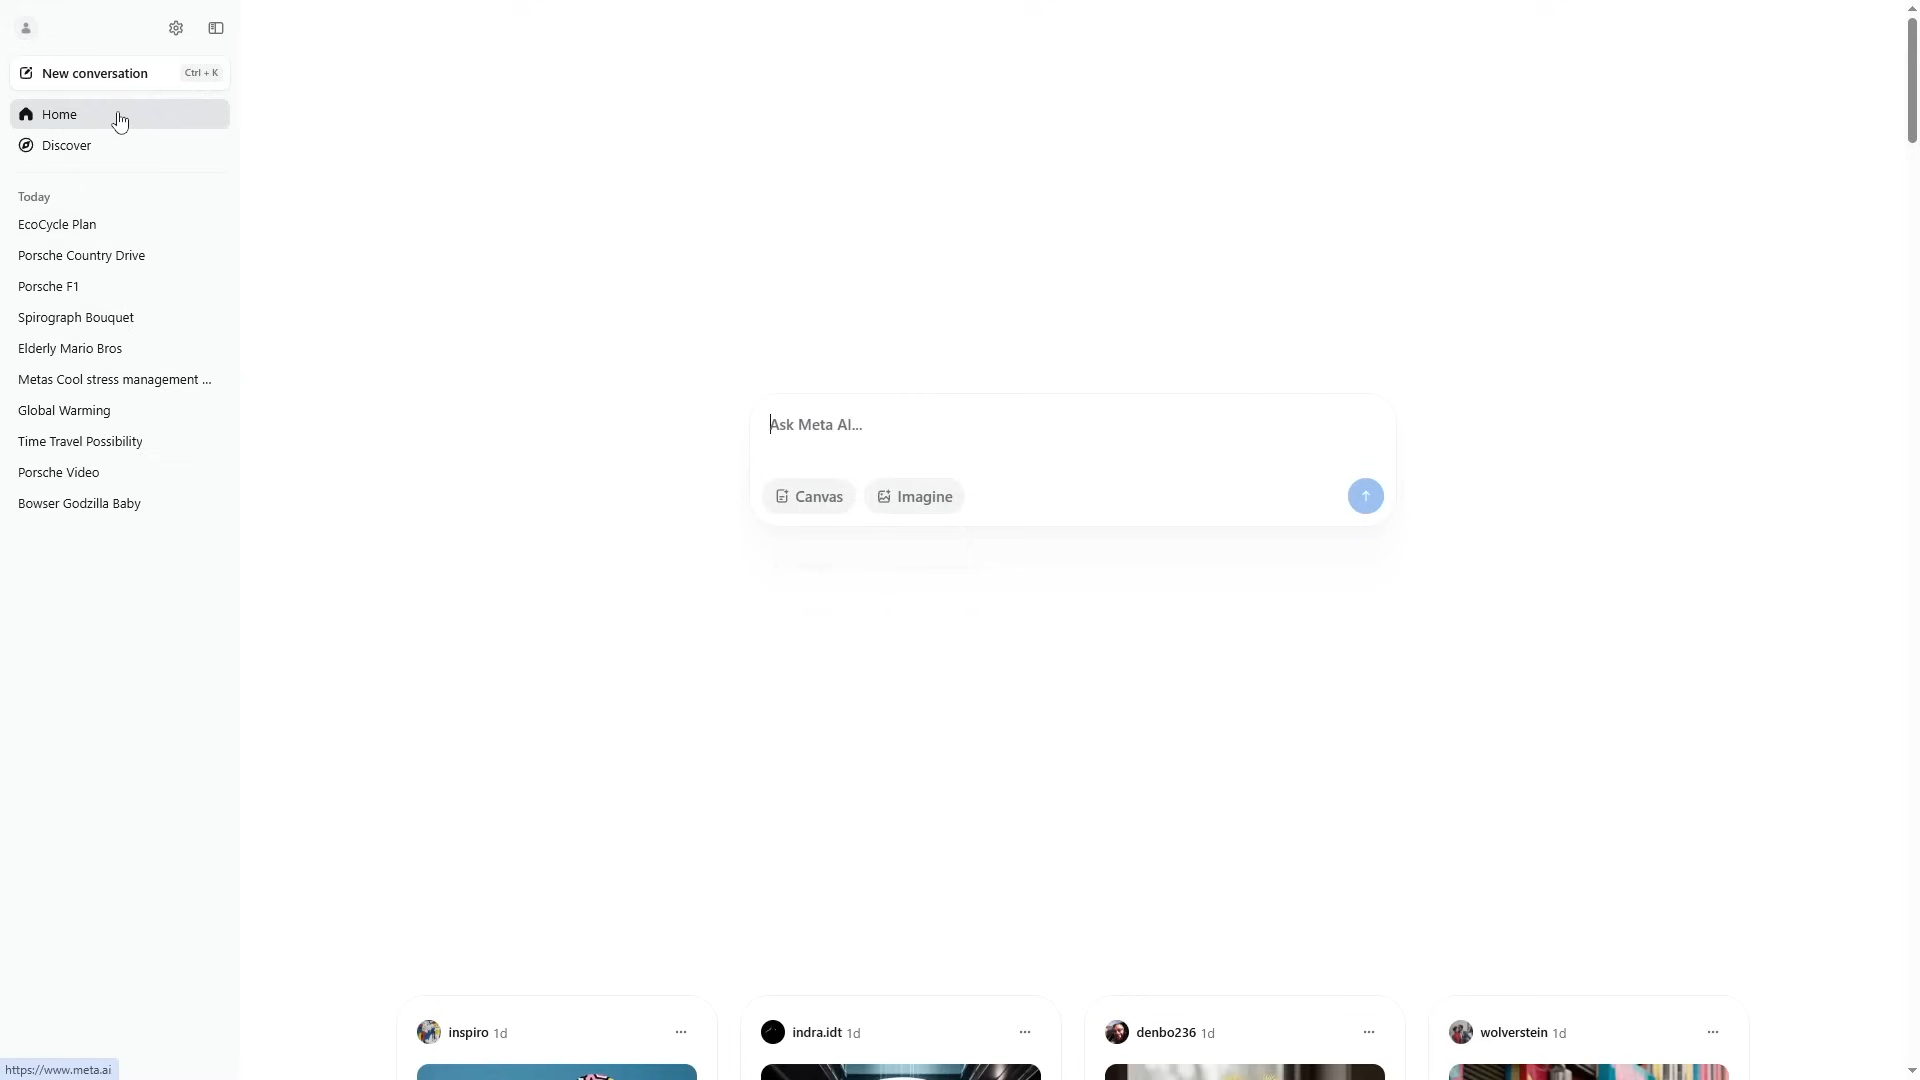 New conversation
Ctrl + K
Home
Discover
Today
EcoCycle Plan
Porsche Country Drive
Porsche F1
Spirograph Bouquet
Elderly Mario Bros
Metas Cool stress management ...
Global Warming
Time Travel Possibility
Porsche Video
Bowser Godzilla Baby
Ask Meta AI...
Canvas
Imagine
inspiro 1d
indra.idt 1d
denbo236 1d
wolverstein 1d
https://www.meta.ai